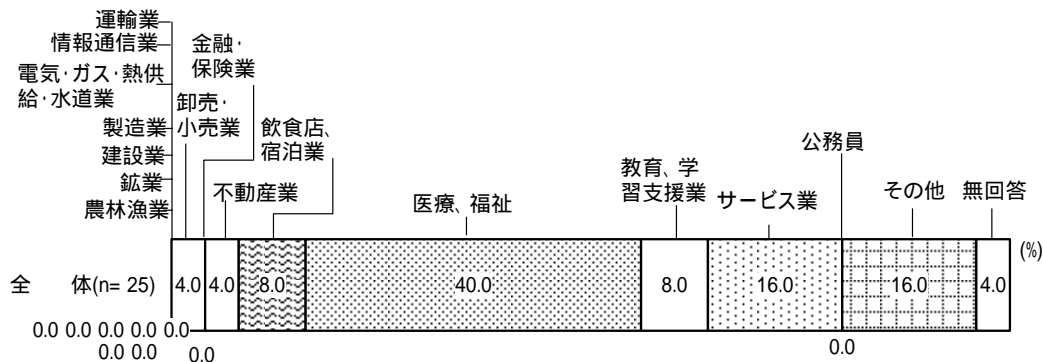 運輸業
情報通信業
電気・ガス・熱供
給・水道業
製造業
建設業
鉱業
農林漁業
卸売・
小売業
金融・
保険業
不動産業
飲食店、
宿泊業
医療、福祉
教育、学
習支援業
サービス業
公務員
その他
無回答
(%)
全 体(n= 25)
4.0 4.0 8.0 40.0 8.0 16.0 16.0 4.0
0.0 0.0 0.0 0.0 0.0
0.0 0.0
0.0
0.0